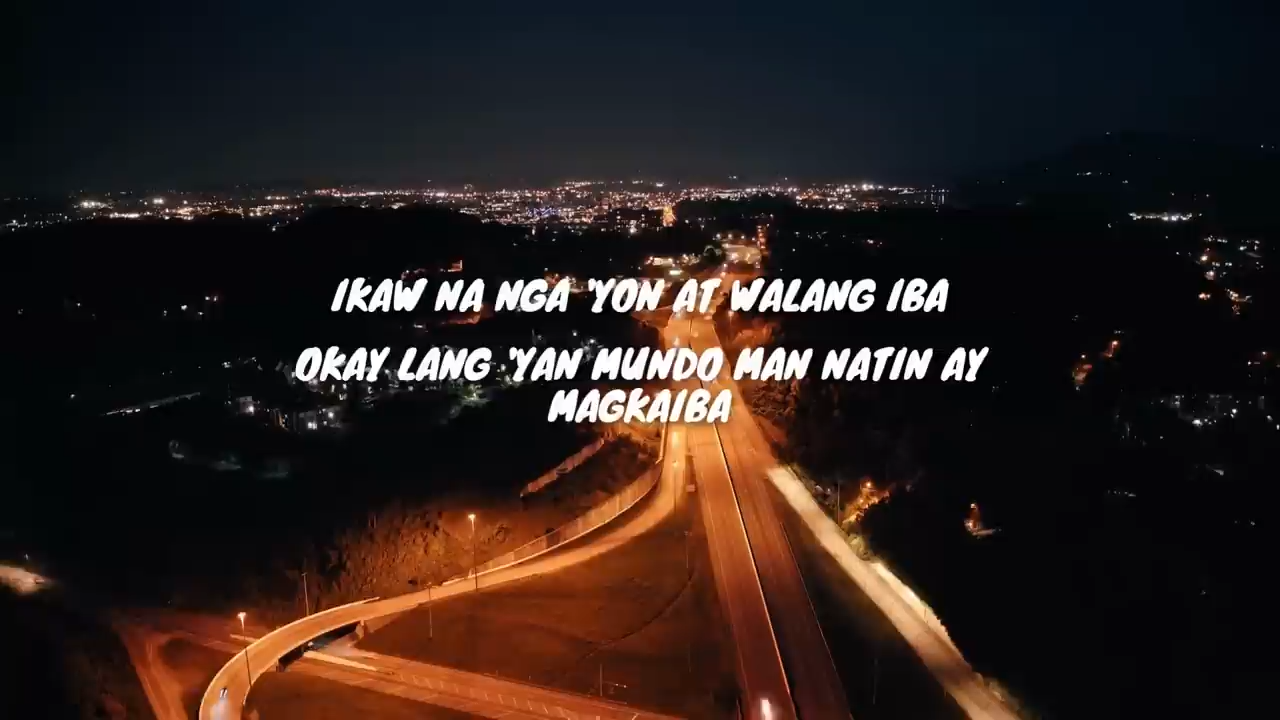 IKAW NA NGA 'YON AT WALANG IBA
OKAY LANG 'YAN MUNDO MAN NATIN AY
MAGKAIBA